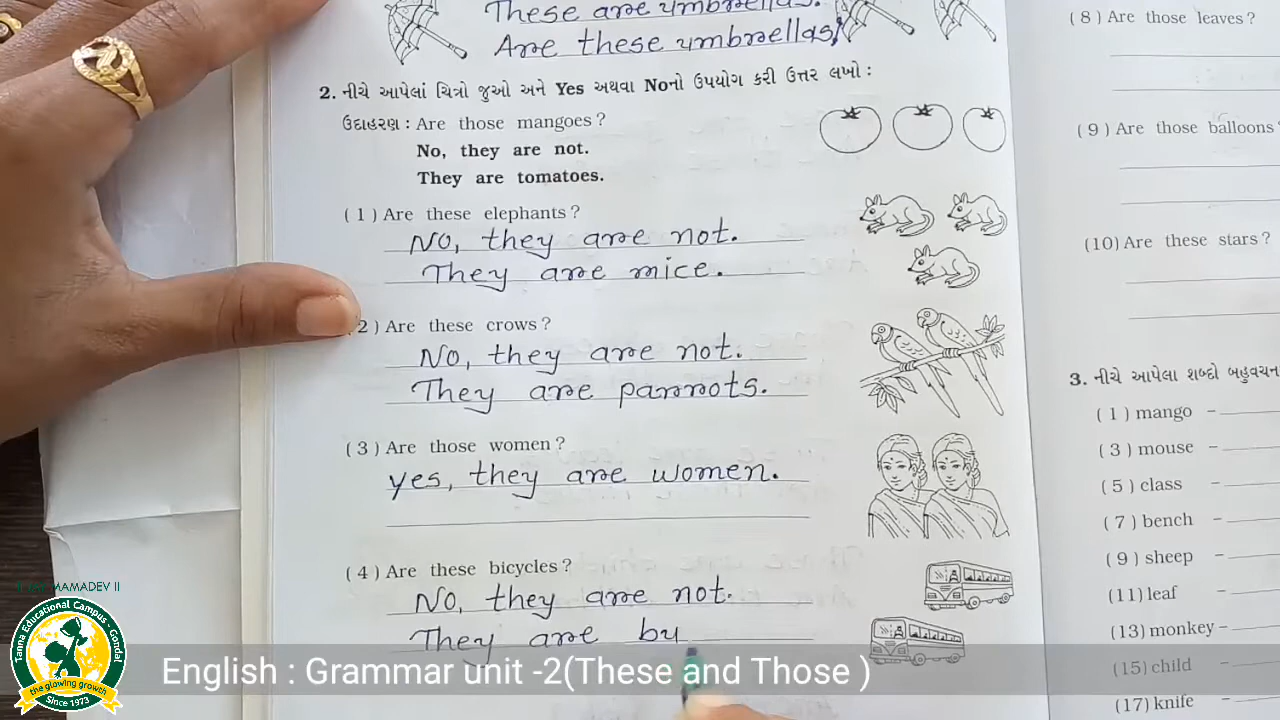 These are umbrellas.
Are these umbrellas?
2. નીચે આપેલાં ચિત્રો જુઓ અને Yes અથવા Noનો ઉપયોગ કરી ઉત્તર લખો :
ઉદાહરણ : Are those mangoes?
No, they are not.
They are tomatoes.
( 1 ) Are these elephants?
No, they are not.
They are mice.
2 ) Are these crows?
No, they are not.
They are parrots.
( 3 ) Are those women?
yes, they are women.
( 4 ) Are these bicycles?
No, they are not.
They are bu
( 8 ) Are those leaves?
( 9 ) Are those balloons
(10) Are these stars?
3. નીચે આપેલા શબ્દો બહુવચન
( 1 ) mango –
( 3 ) mouse –
( 5 ) class –
( 7 ) bench –
( 9 ) sheep –
(11) leaf –
(13) monkey –
(15) child –
(17) knife –
MAMADEV II
Tanna Educational Campus - Gondal
the glowing growth
Since 1973
English : Grammar unit -2(These and Those )